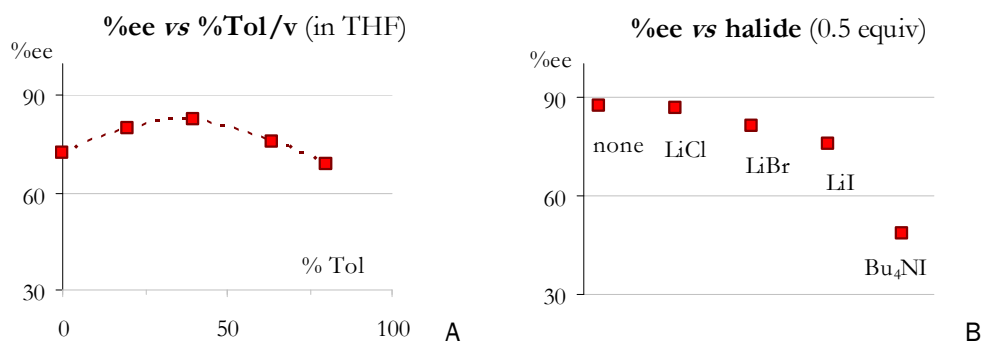 %ee vs %Tol/v (in THF)
%ee
90
60
30
% Tol
0
50
100
A
%ee vs halide (0.5 equiv)
%ee
90
60
30
none
LiCl
LiBr
LiI
Bu₄NI
B